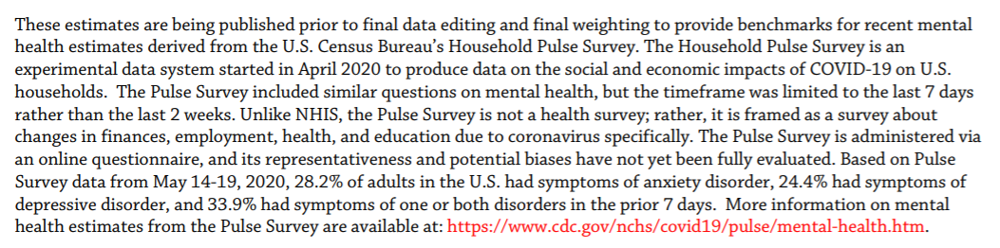 These estimates are being published prior to final data editing and final weighting to provide benchmarks for recent mental
health estimates derived from the U.S. Census Bureau’s Household Pulse Survey. The Household Pulse Survey is an
experimental data system started in April 2020 to produce data on the social and economic impacts of COVID-19 on U.S.
households.  The Pulse Survey included similar questions on mental health, but the timeframe was limited to the last 7 days
rather than the last 2 weeks. Unlike NHIS, the Pulse Survey is not a health survey; rather, it is framed as a survey about
changes in finances, employment, health, and education due to coronavirus specifically. The Pulse Survey is administered via
an online questionnaire, and its representativeness and potential biases have not yet been fully evaluated. Based on Pulse
Survey data from May 14-19, 2020, 28.2% of adults in the U.S. had symptoms of anxiety disorder, 24.4% had symptoms of
depressive disorder, and 33.9% had symptoms of one or both disorders in the prior 7 days.  More information on mental
health estimates from the Pulse Survey are available at: https://www.cdc.gov/nchs/covid19/pulse/mental-health.htm.